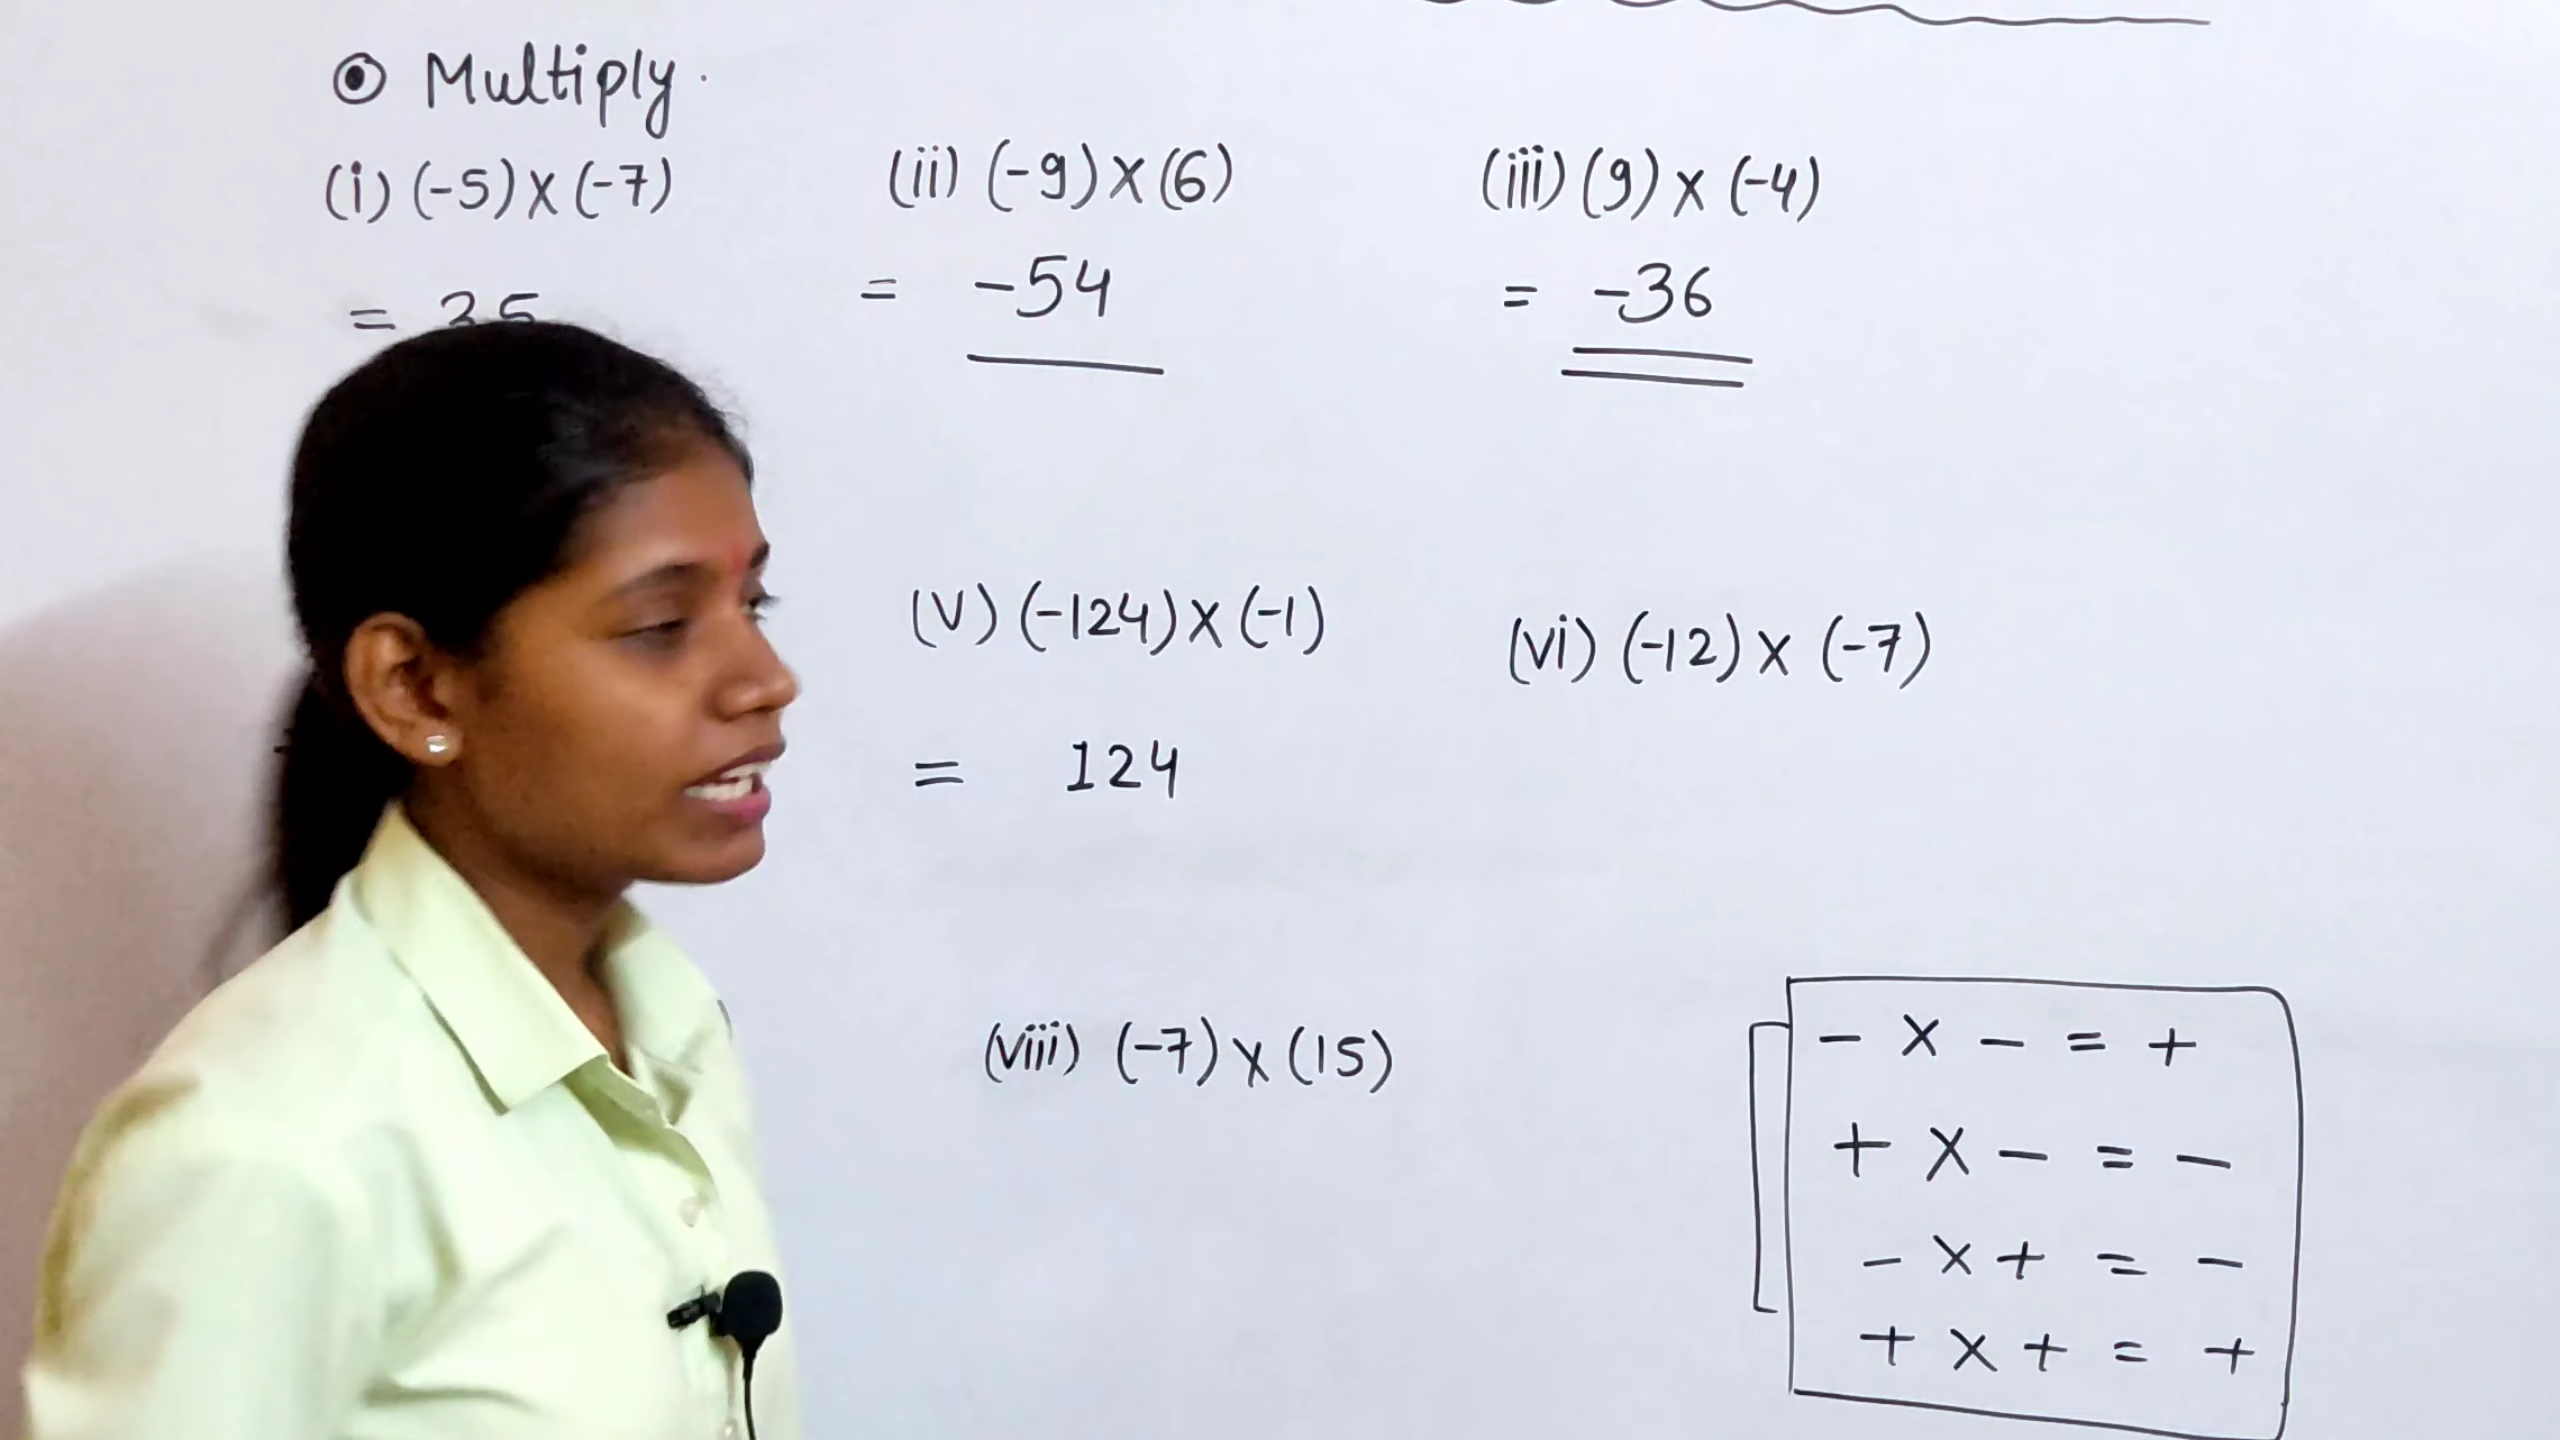 ⊙ Multiply.
(i) (-5) x (-7)
= 35
(ii) (-9) x (6)
= -54
(iii) (9) x (-4)
= -36
(v) (-124) x (-1)
= 124
(vi) (-12) x (-7)
(viii) (-7) x (15)
- x - = +
+ x - = -
- x + = -
+ x + = +